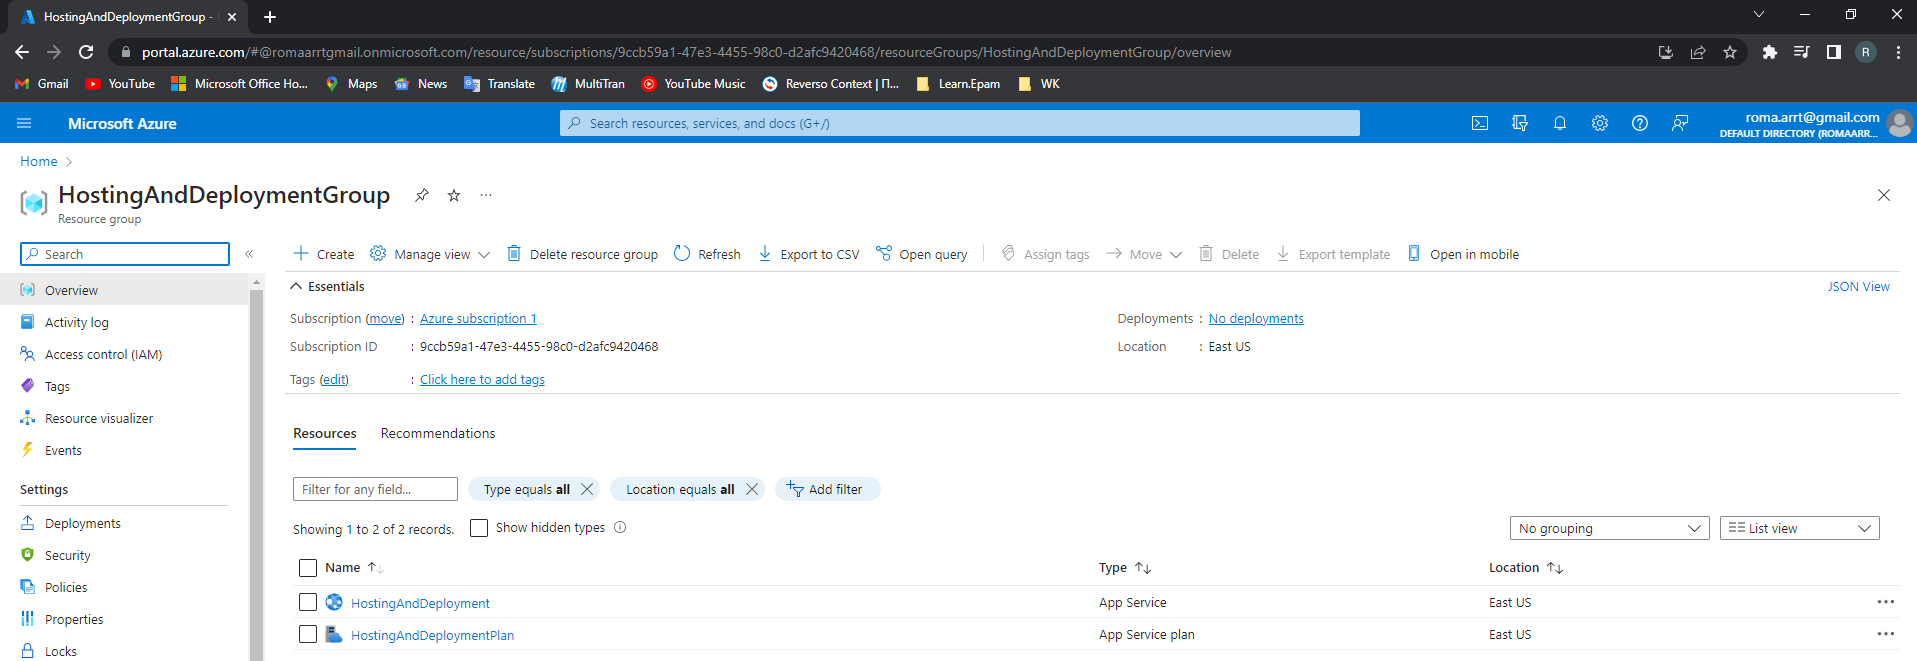 HostingAndDeploymentGroup -
portal.azure.com/#@romaarrtgmail.onmicrosoft.com/resource/subscriptions/9ccb59a1-47e3-4455-98c0-d2afc9420468/resourceGroups/HostingAndDeploymentGroup/overview
R
Gmail YouTube Microsoft Office Ho... Maps News Translate MultiTran YouTube Music Reverso Context | П... Learn.Epam WK
Microsoft Azure
Search resources, services, and docs (G+/)
roma.arrt@gmail.com
DEFAULT DIRECTORY (ROMAARR...
Home
HostingAndDeploymentGroup
Resource group
Search
Create Manage view Delete resource group Refresh Export to CSV Open query Assign tags Move Delete Export template Open in mobile
Overview
Activity log
Access control (IAM)
Tags
Resource visualizer
Events
Settings
Deployments
Security
Policies
Properties
Locks
Essentials
JSON View
Subscription (move) : Azure subscription 1
Deployments : No deployments
Subscription ID : 9ccb59a1-47e3-4455-98c0-d2afc9420468
Location : East US
Tags (edit) : Click here to add tags
Resources Recommendations
Filter for any field... Type equals all Location equals all Add filter
Showing 1 to 2 of 2 records. Show hidden types
No grouping List view
Name Type Location
HostingAndDeployment App Service East US
HostingAndDeploymentPlan App Service plan East US